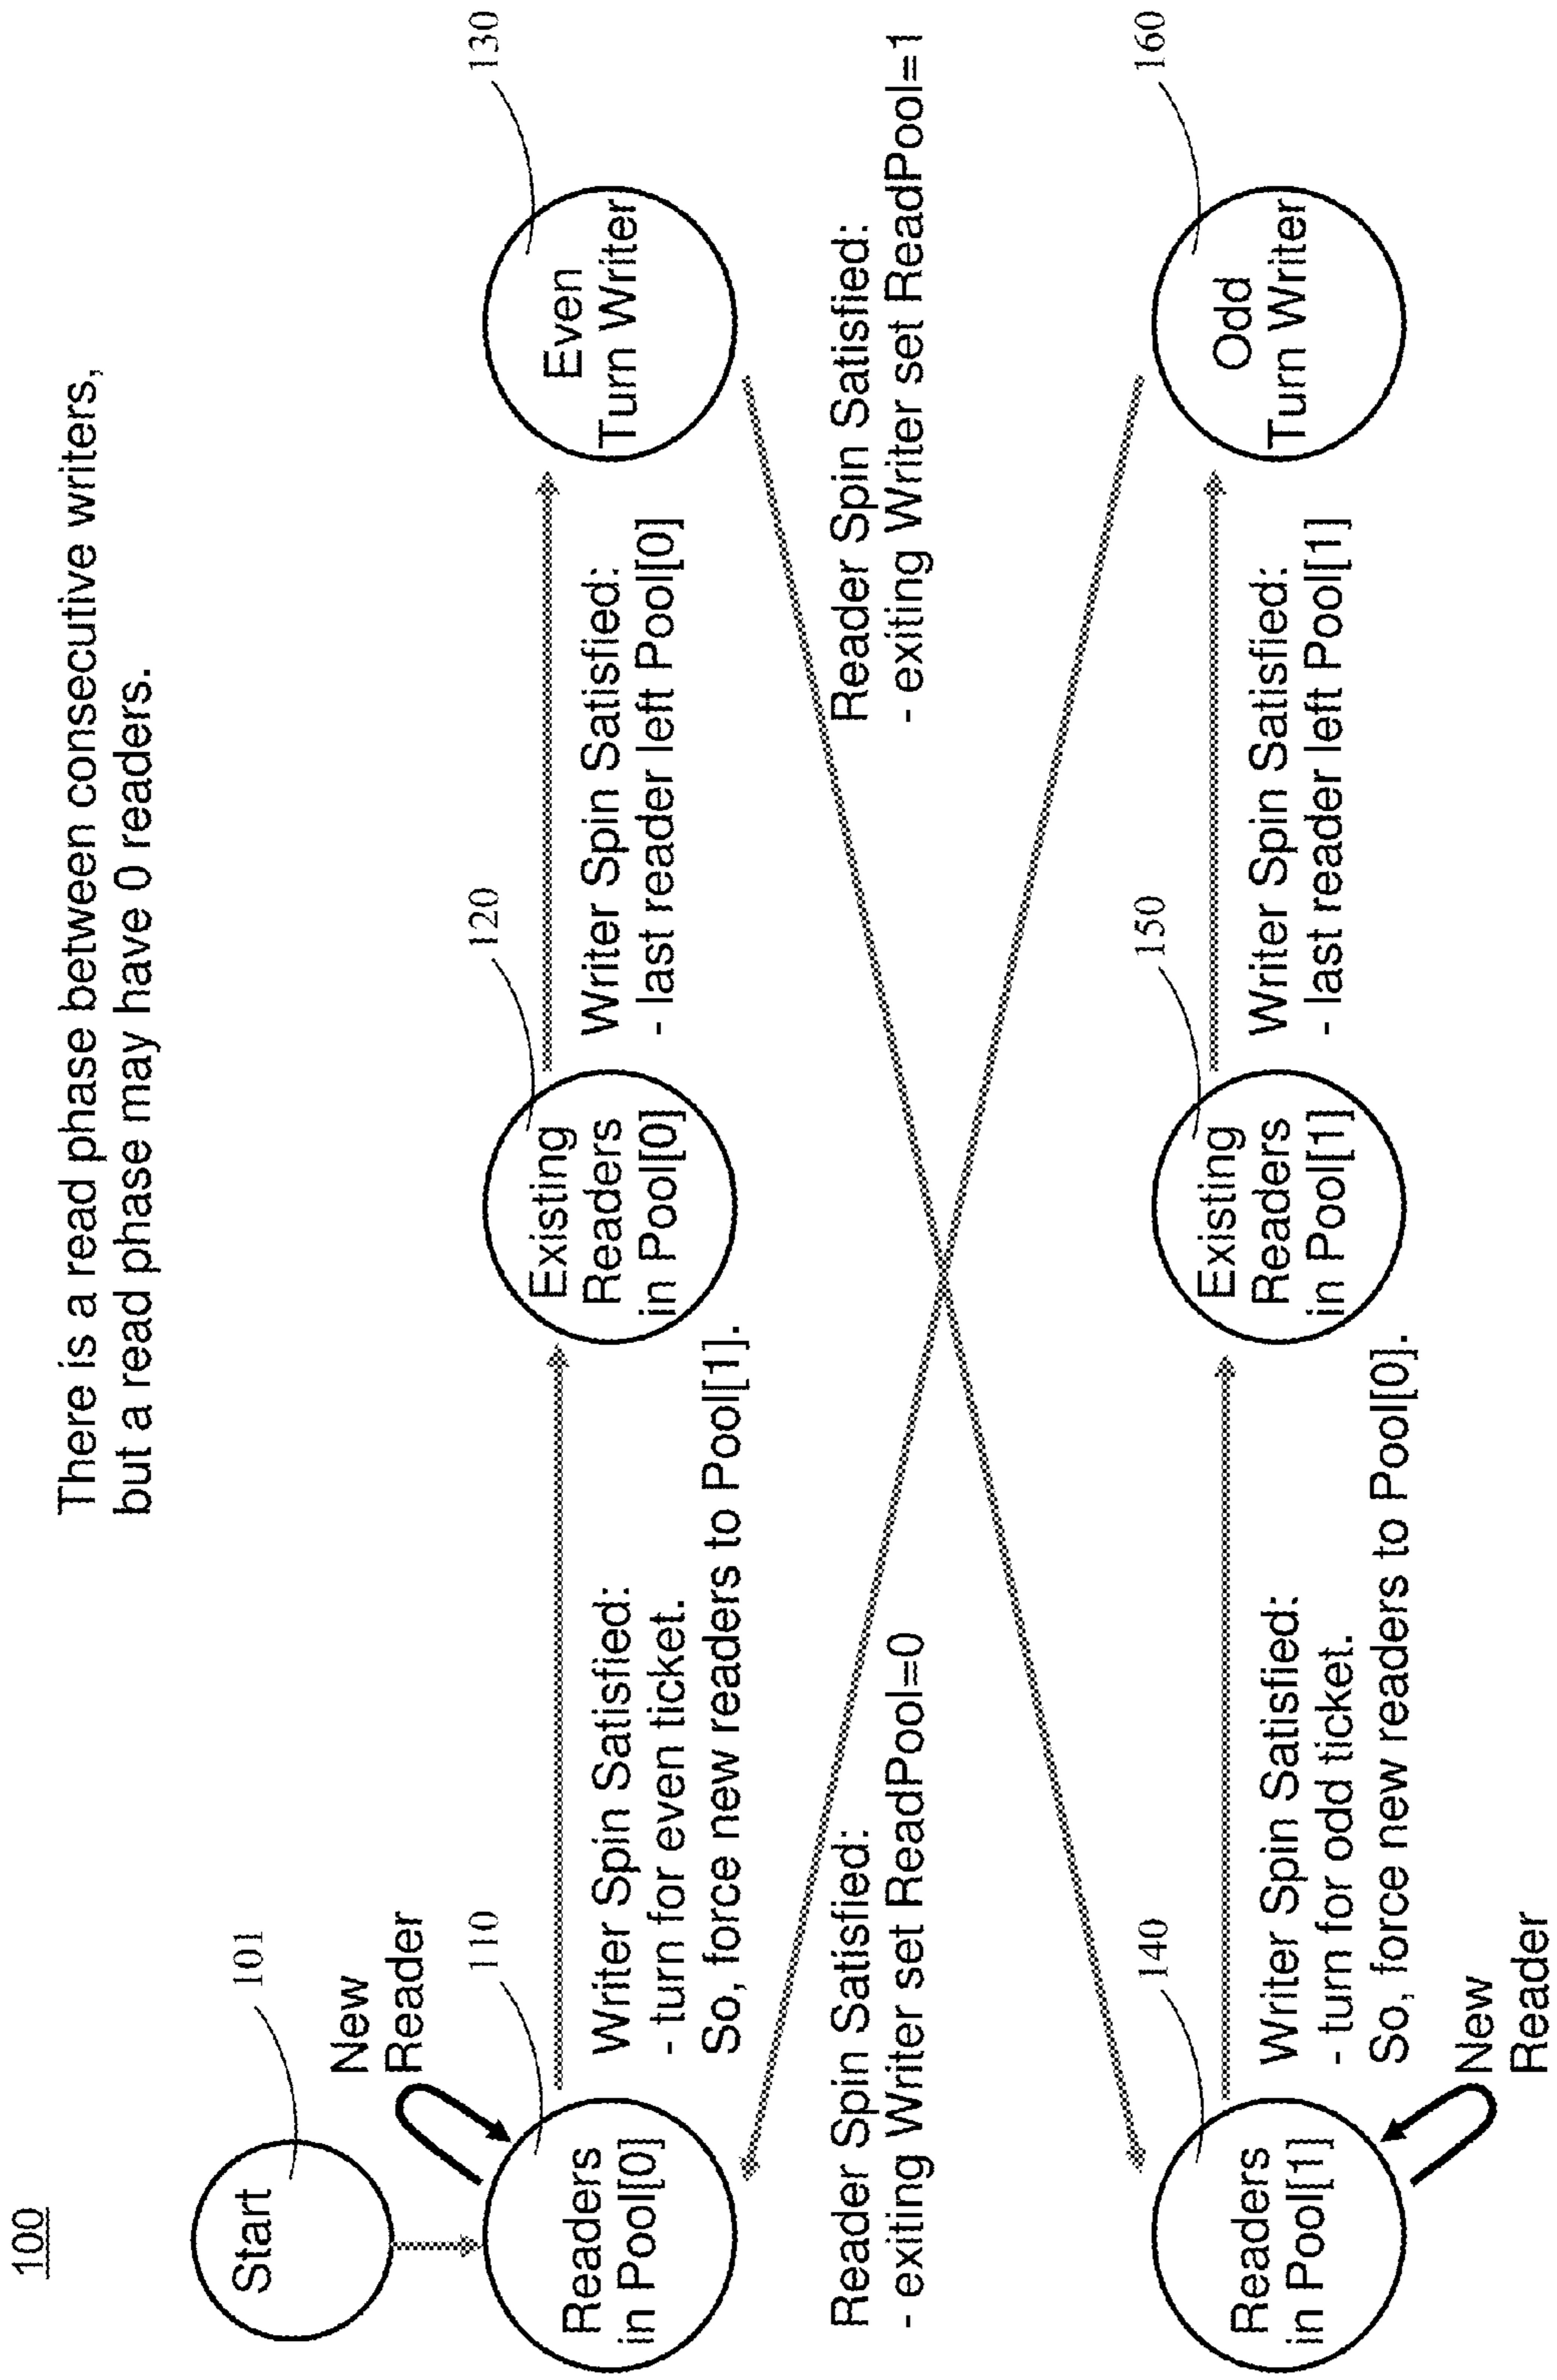 100
There is a read phase between consecutive writers,
but a read phase may have 0 readers.
Start
101
New
Reader
110
Readers
in Pool[0]
Writer Spin Satisfied:
- turn for even ticket.
So, force new readers to Pool[1].
120
Existing
Readers
in Pool[0]
Writer Spin Satisfied:
- last reader left Pool[0]
130
Even
Turn Writer
Reader Spin Satisfied:
- exiting Writer set ReadPool=0
Reader Spin Satisfied:
- exiting Writer set ReadPool=1
140
Readers
in Pool[1]
New
Reader
Writer Spin Satisfied:
- turn for odd ticket.
So, force new readers to Pool[0].
150
Existing
Readers
in Pool[1]
Writer Spin Satisfied:
- last reader left Pool[1]
160
Odd
Turn Writer